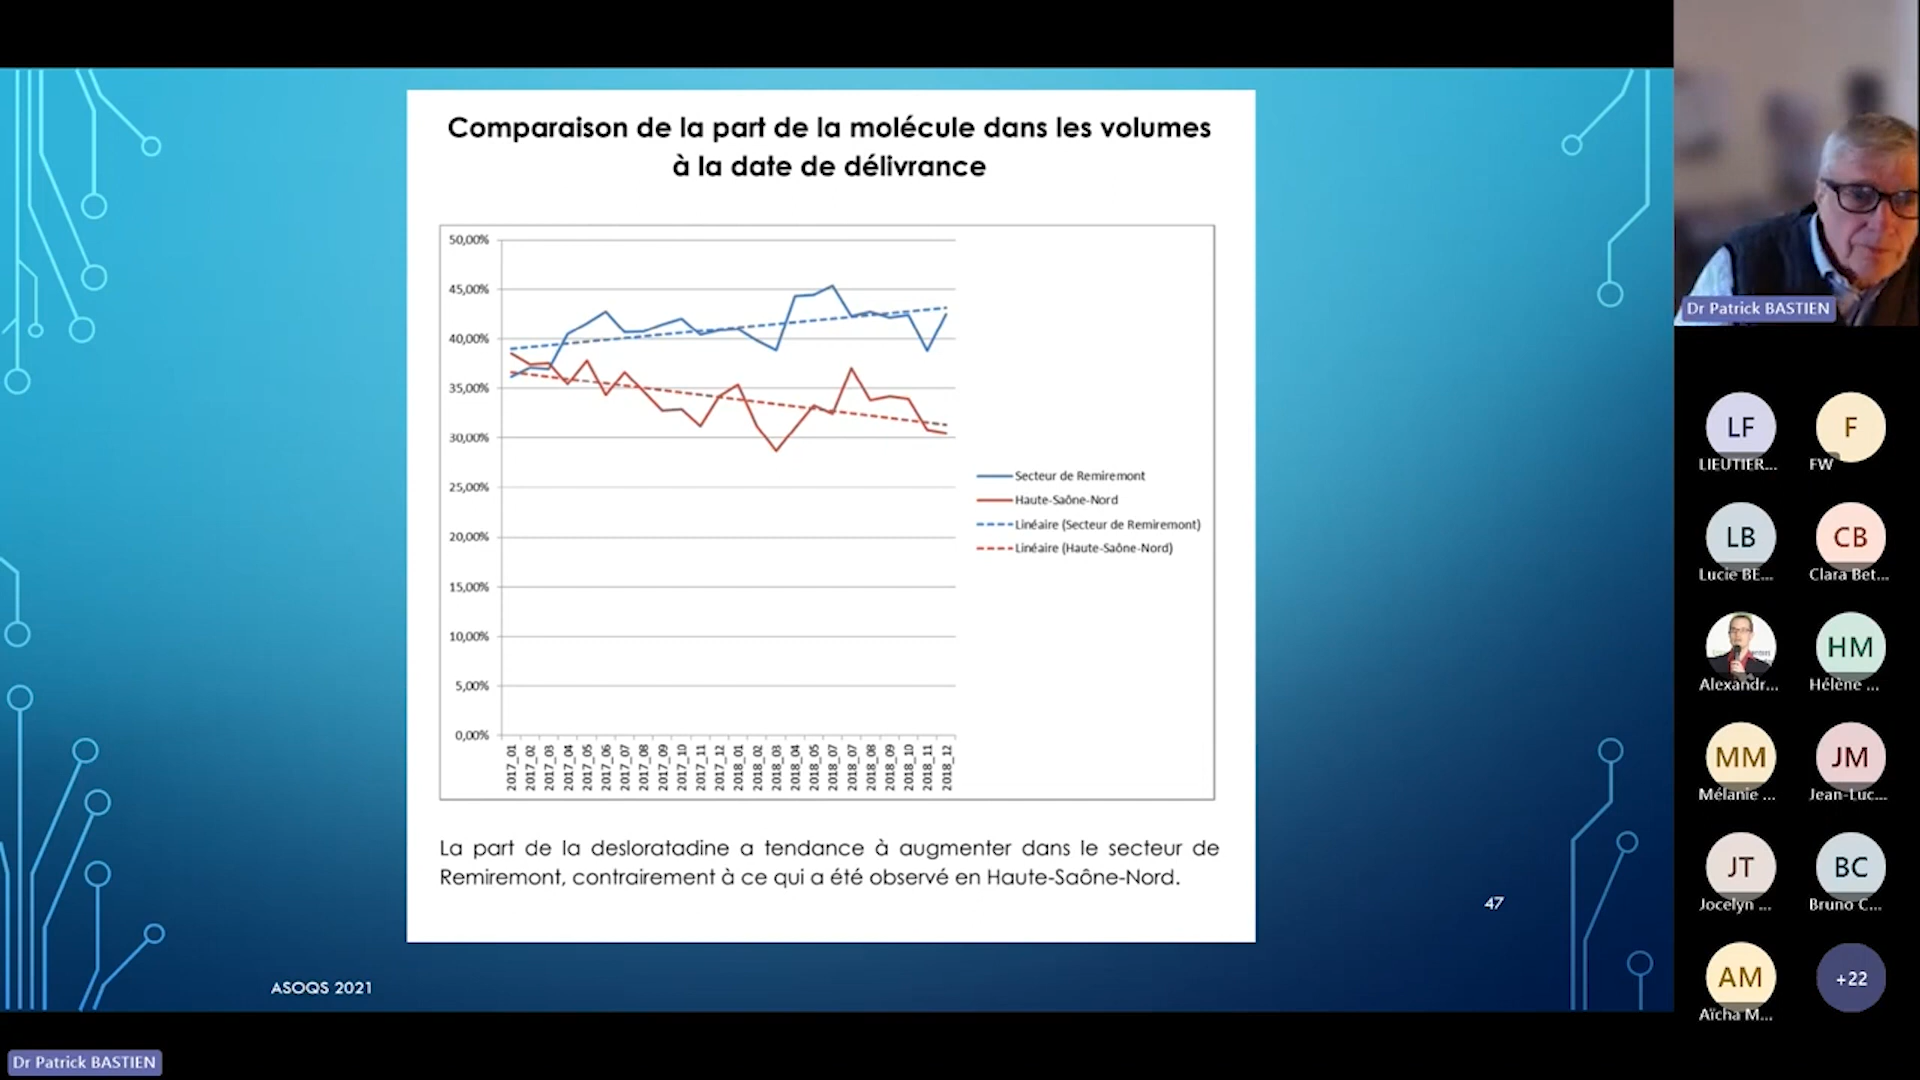 Comparaison de la part de la molécule dans les volumes
à la date de délivrance
50,00%
45,00%
40,00%
35,00%
30,00%
25,00%
20,00%
15,00%
10,00%
5,00%
0,00%
2017_01
2017_02
2017_03
2017_04
2017_05
2017_06
2017_07
2017_08
2017_09
2017_10
2017_11
2017_12
2018_01
2018_02
2018_03
2018_04
2018_05
2018_06
2018_07
2018_08
2018_09
2018_10
2018_11
2018_12
Secteur de Remiremont
Haute-Saône-Nord
Linéaire (Secteur de Remiremont)
Linéaire (Haute-Saône-Nord)
La part de la desloratadine a tendance à augmenter dans le secteur de
Remiremont, contrairement à ce qui a été observé en Haute-Saône-Nord.
47
ASOQS 2021
Dr Patrick BASTIEN
Dr Patrick BASTIEN
LF
LIEUTIER...
F
FW
LB
Lucie BE...
CB
Clara Bet...
Alexandr...
HM
Hélène ...
MM
Mélanie ...
JM
Jean-Luc...
JT
Jocelyn ...
BC
Bruno C...
AM
Aïcha M...
+22